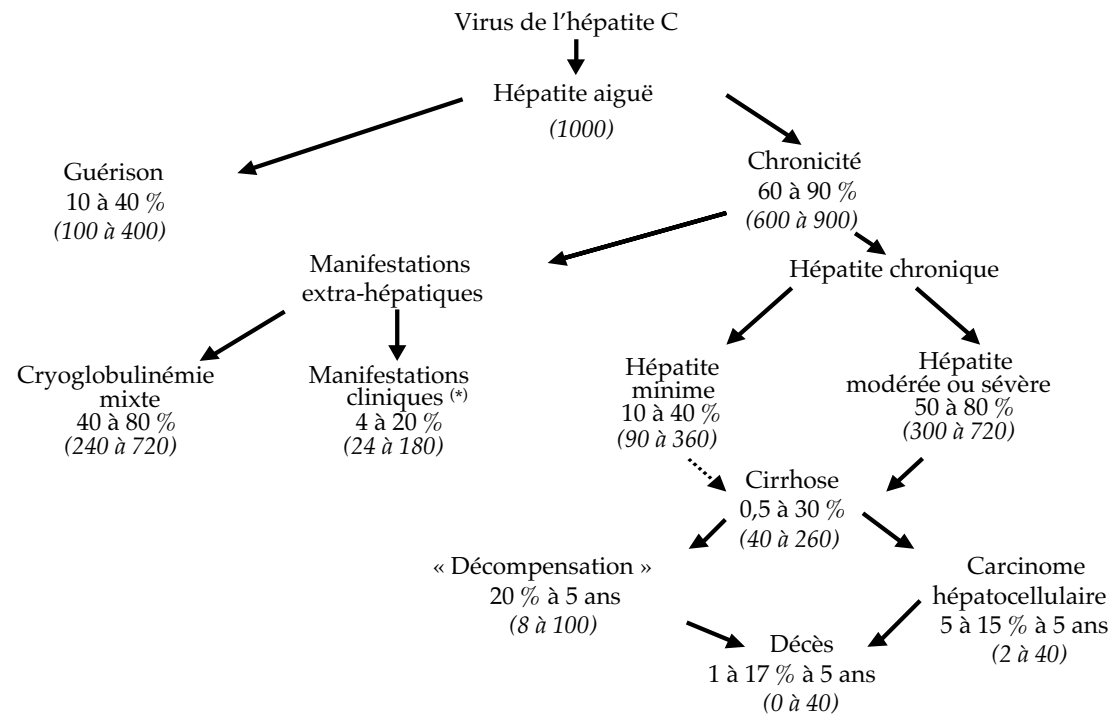 Virus de l'hépatite C
Hépatite aiguë
(1000)
Guérison
10 à 40 %
(100 à 400)
Chronicité
60 à 90 %
(600 à 900)
Manifestations
extra-hépatiques
Hépatite chronique
Cryoglobulinémie
mixte
40 à 80 %
(240 à 720)
Manifestations
cliniques (*)
4 à 20 %
(24 à 180)
Hépatite
minime
10 à 40 %
(90 à 360)
Hépatite
modérée ou sévère
50 à 80 %
(300 à 720)
Cirrhose
0,5 à 30 %
(40 à 260)
« Décompensation »
20 % à 5 ans
(8 à 100)
Carcinome
hépatocellulaire
5 à 15 % à 5 ans
(2 à 40)
Décès
1 à 17 % à 5 ans
(0 à 40)